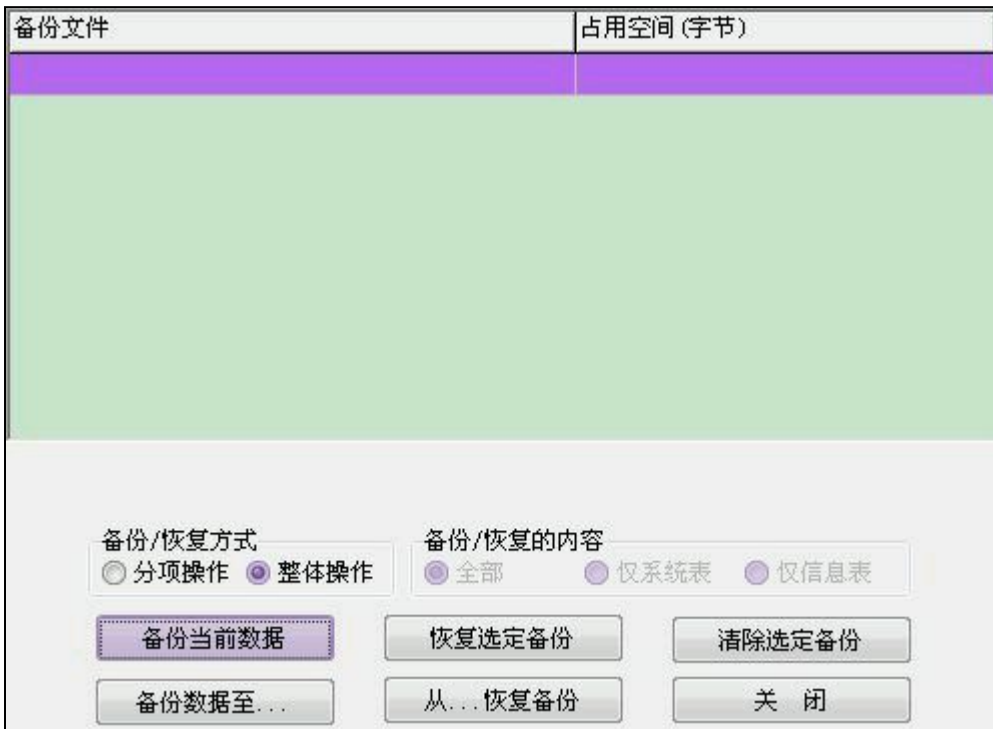 备份文件 占用空间(字节)
备份/恢复方式 备份/恢复的内容
分项操作 整体操作 全部 仅系统表 仅信息表
备份当前数据 恢复选定备份 清除选定备份
备份数据至... 从...恢复备份 关 闭